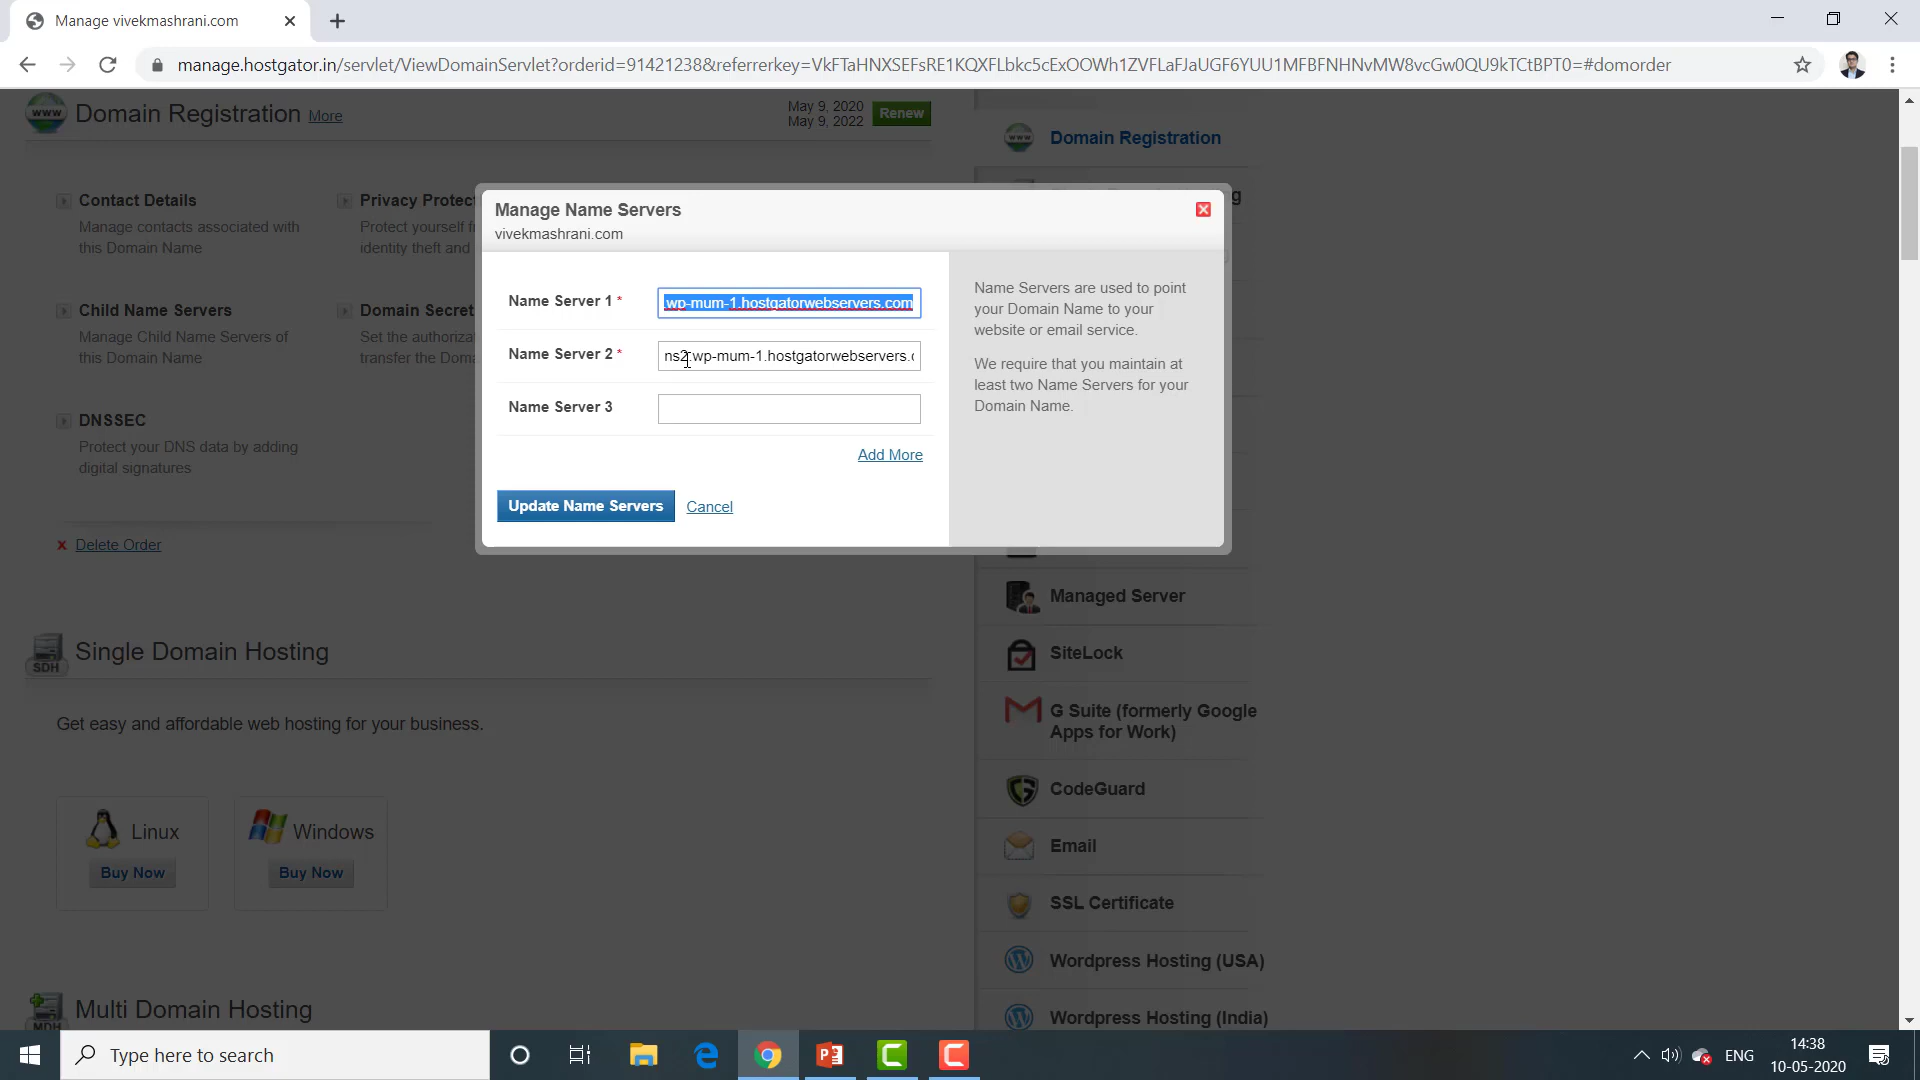 Manage vivekmashrani.com
manage.hostgator.in/servlet/ViewDomainServlet?orderid=91421238&referrerkey=VkFTaHNXSEFsRE1KQXFLbkc5cExOOWh1ZVFLaFJaUGF6YUU1MFBFNHNvMW8vcGw0QU9kTCtBPT0=#domorder
www
Domain Registration More
May 9, 2020
May 9, 2022
Renew
Contact Details
Manage contacts associated with
this Domain Name
Privacy Protec
Protect yourself f
identity theft and
Child Name Servers
Manage Child Name Servers of
this Domain Name
Domain Secret
Set the authoriza
transfer the Doma
DNSSEC
Protect your DNS data by adding
digital signatures
Delete Order
Manage Name Servers
vivekmashrani.com
Name Server 1 *
.wp-mum-1.hostgatorwebservers.com
Name Server 2 *
ns2.wp-mum-1.hostgatorwebservers.c
Name Server 3
Add More
Update Name Servers
Cancel
Name Servers are used to point
your Domain Name to your
website or email service.
We require that you maintain at
least two Name Servers for your
Domain Name.
SDH
Single Domain Hosting
Get easy and affordable web hosting for your business.
Linux
Buy Now
Windows
Buy Now
MDH
Multi Domain Hosting
www
Domain Registration
g
Managed Server
SiteLock
G Suite (formerly Google
Apps for Work)
CodeGuard
Email
SSL Certificate
Wordpress Hosting (USA)
Wordpress Hosting (India)
Type here to search
ENG
14:38
10-05-2020